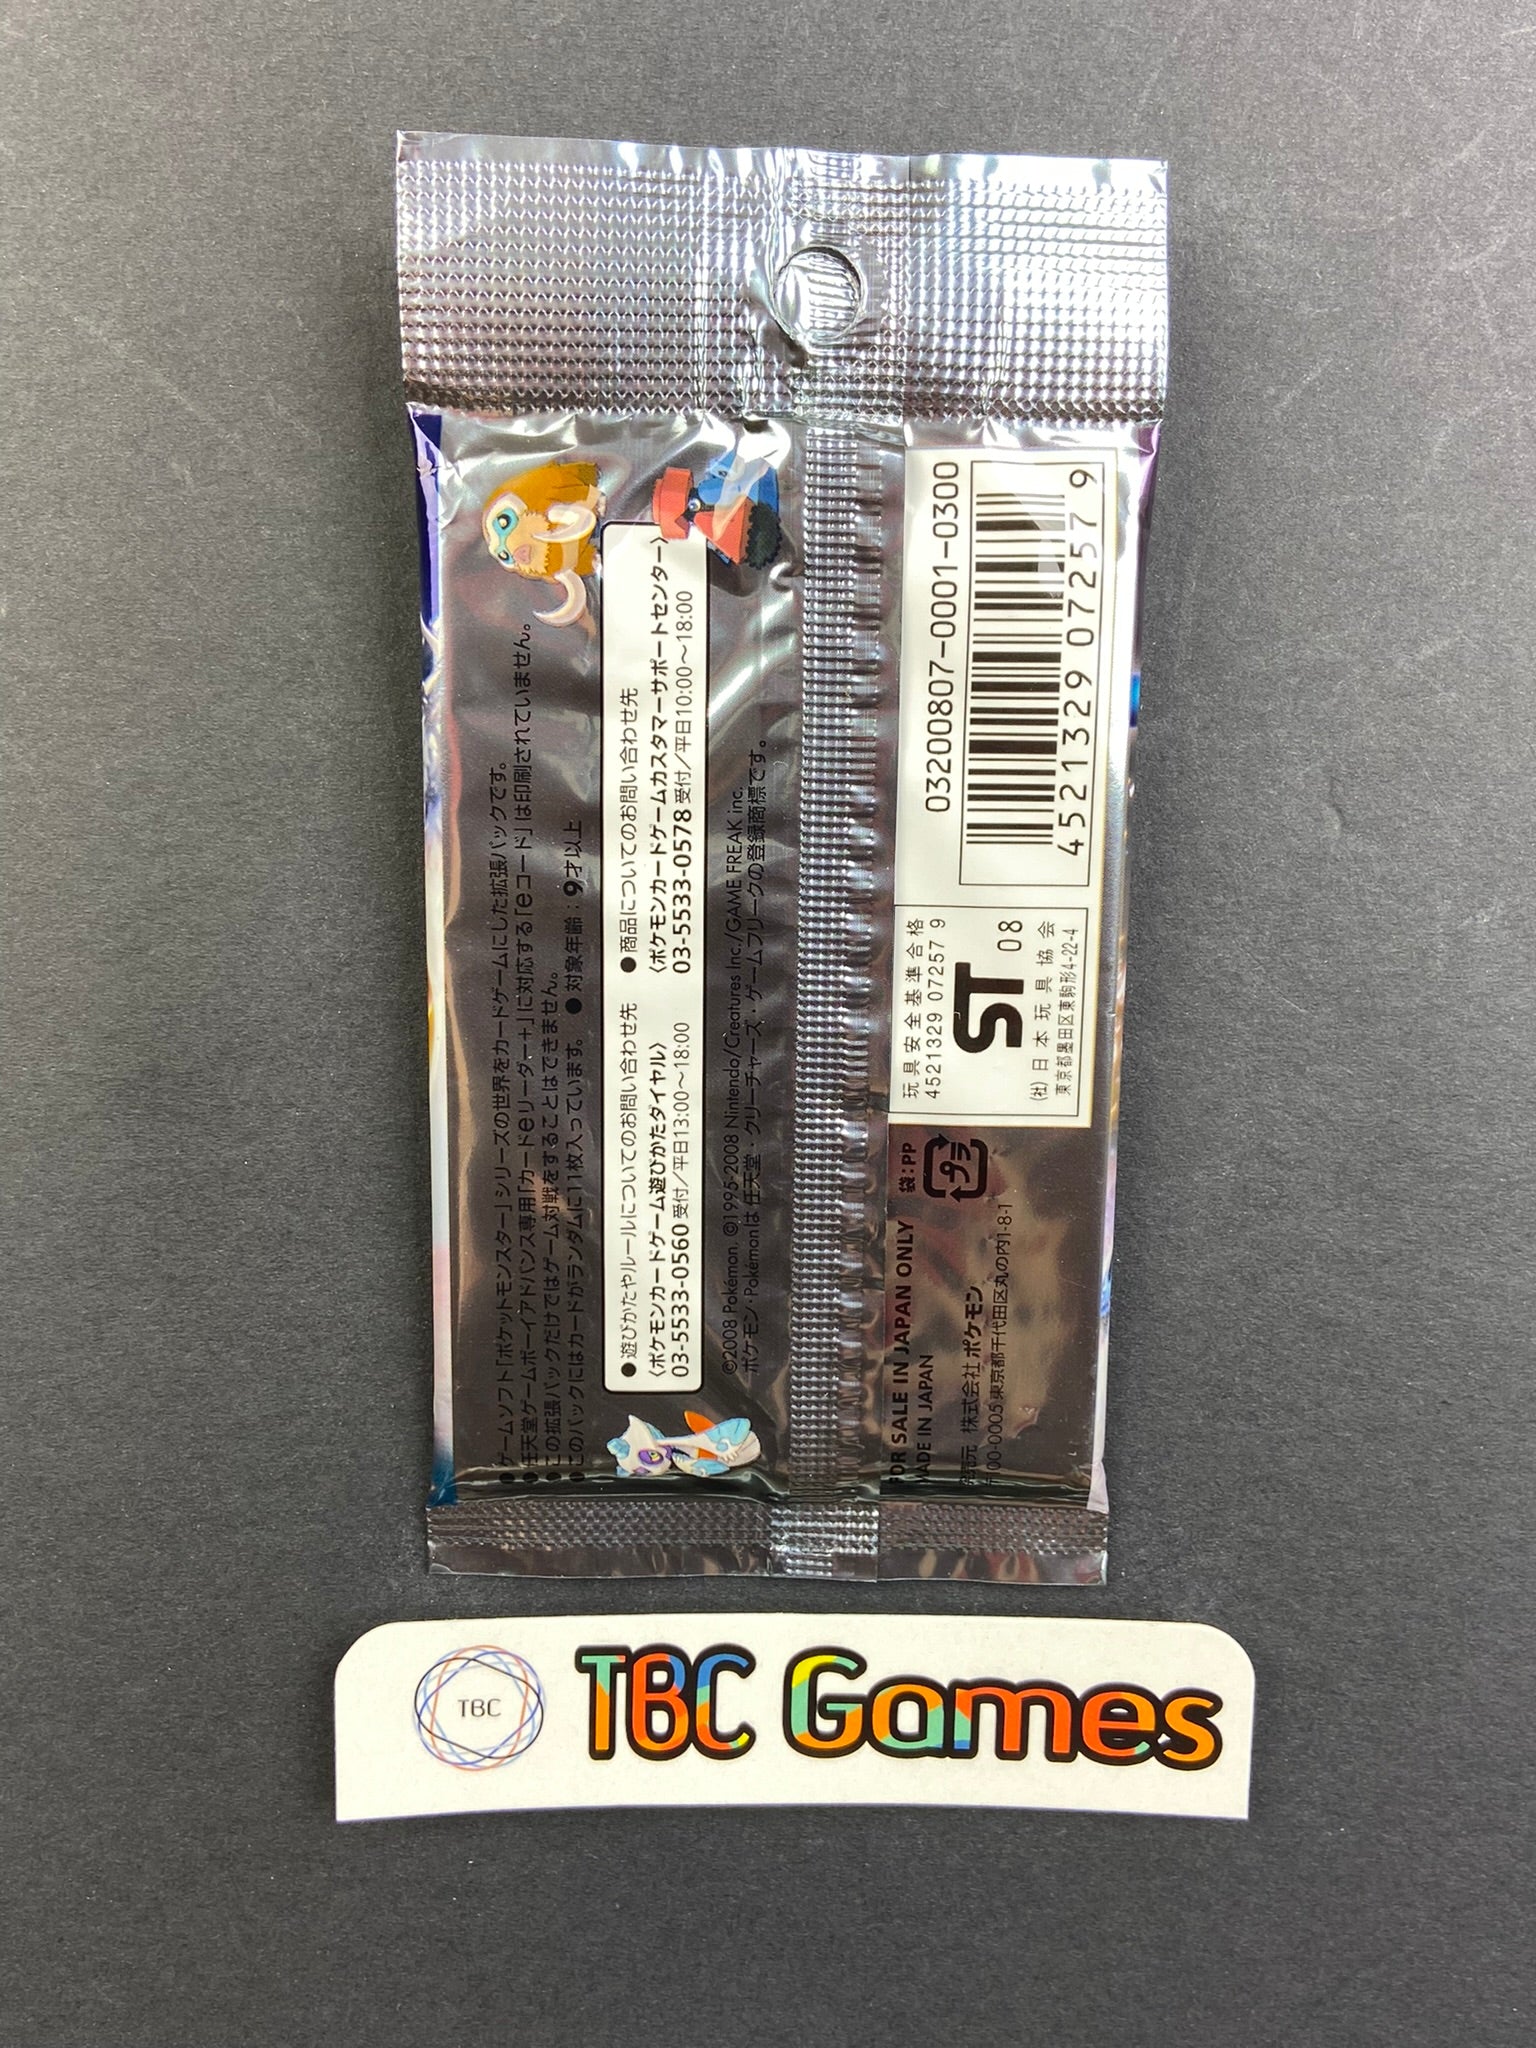 ●ゲームソフト「ポケットモンスター」シリーズの世界をカードゲームにした拡張パックです。
●任天堂ゲームボーイアドバンス専用「カードeリーダー+」に対応する「eコード」は印刷されていません。
●この拡張パックだけではゲーム対戦をすることはできません。
●このパックにはカードがランダムに11枚入っています。 ●対象年齢：9才以上
●遊びかたやルールについてのお問い合わせ先
〈ポケモンカードゲーム遊びかたダイヤル〉
03-5533-0560 受付／平日13:00～18:00
●商品についてのお問い合わせ先
〈ポケモンカードゲームカスタマーサポートセンター〉
03-5533-0578 受付／平日10:00～18:00
©2008 Pokémon. ©1995-2008 Nintendo/Creatures Inc./GAME FREAK inc.
ポケモン・Pokémonは 任天堂・クリーチャーズ・ゲームフリークの登録商標です。
FOR SALE IN JAPAN ONLY
MADE IN JAPAN
発売元 株式会社 ポケモン
〒100-0005 東京都千代田区丸の内1-8-1
袋：PP
プラ
玩具安全基準合格
4521329 07257 9
ST 08
(社) 日本玩具協会
東京都墨田区東駒形4-22-4
03200807-0001-0300
4521329072579
TBC
TBC Games